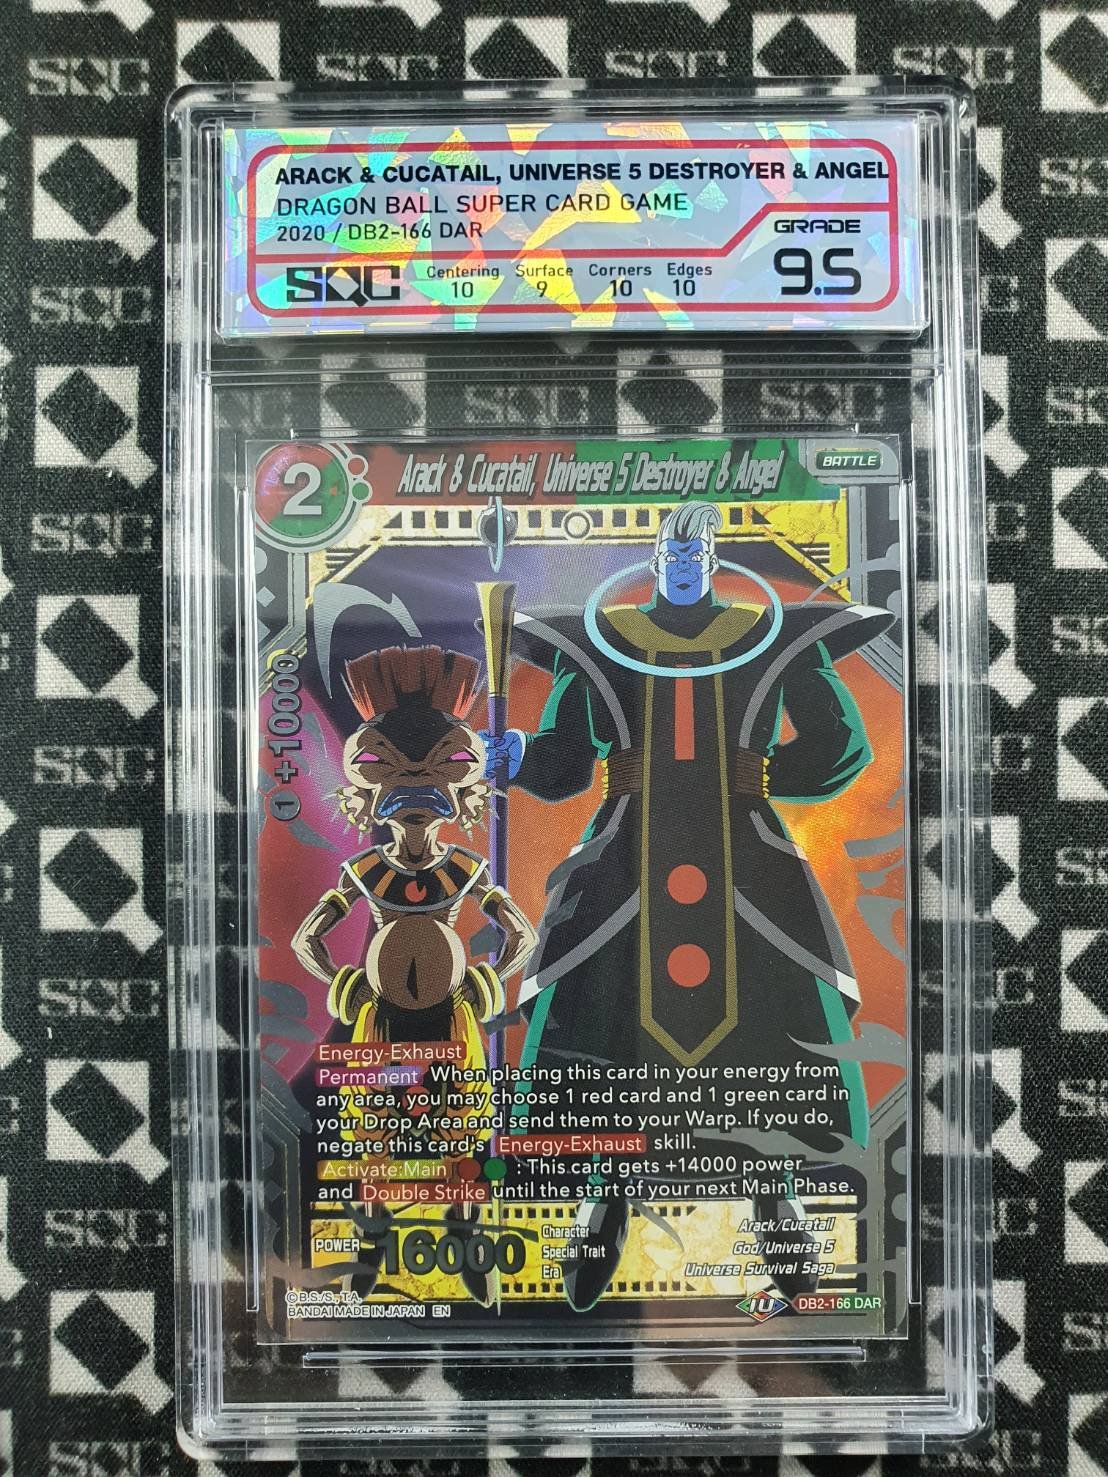 ARACK & CUCATAIL, UNIVERSE 5 DESTROYER & ANGEL
DRAGON BALL SUPER CARD GAME
2020 / DB2-166 DAR
GRADE
9.5
SQC
Centering Surface Corners Edges
10 9 10 10
2
Arack & Cucatail, Universe 5 Destroyer & Angel
BATTLE
1 +10000
Energy-Exhaust
Permanent When placing this card in your energy from
any area, you may choose 1 red card and 1 green card in
your Drop Area and send them to your Warp. If you do,
negate this card's Energy-Exhaust skill.
Activate:Main : This card gets +14000 power
and Double Strike until the start of your next Main Phase.
POWER 16000
Character Arack/Cucatail
Special Trait God/Universe 5
Era Universe Survival Saga
©B.S./S., T.A.
BANDAI MADE IN JAPAN EN
IU DB2-166 DAR